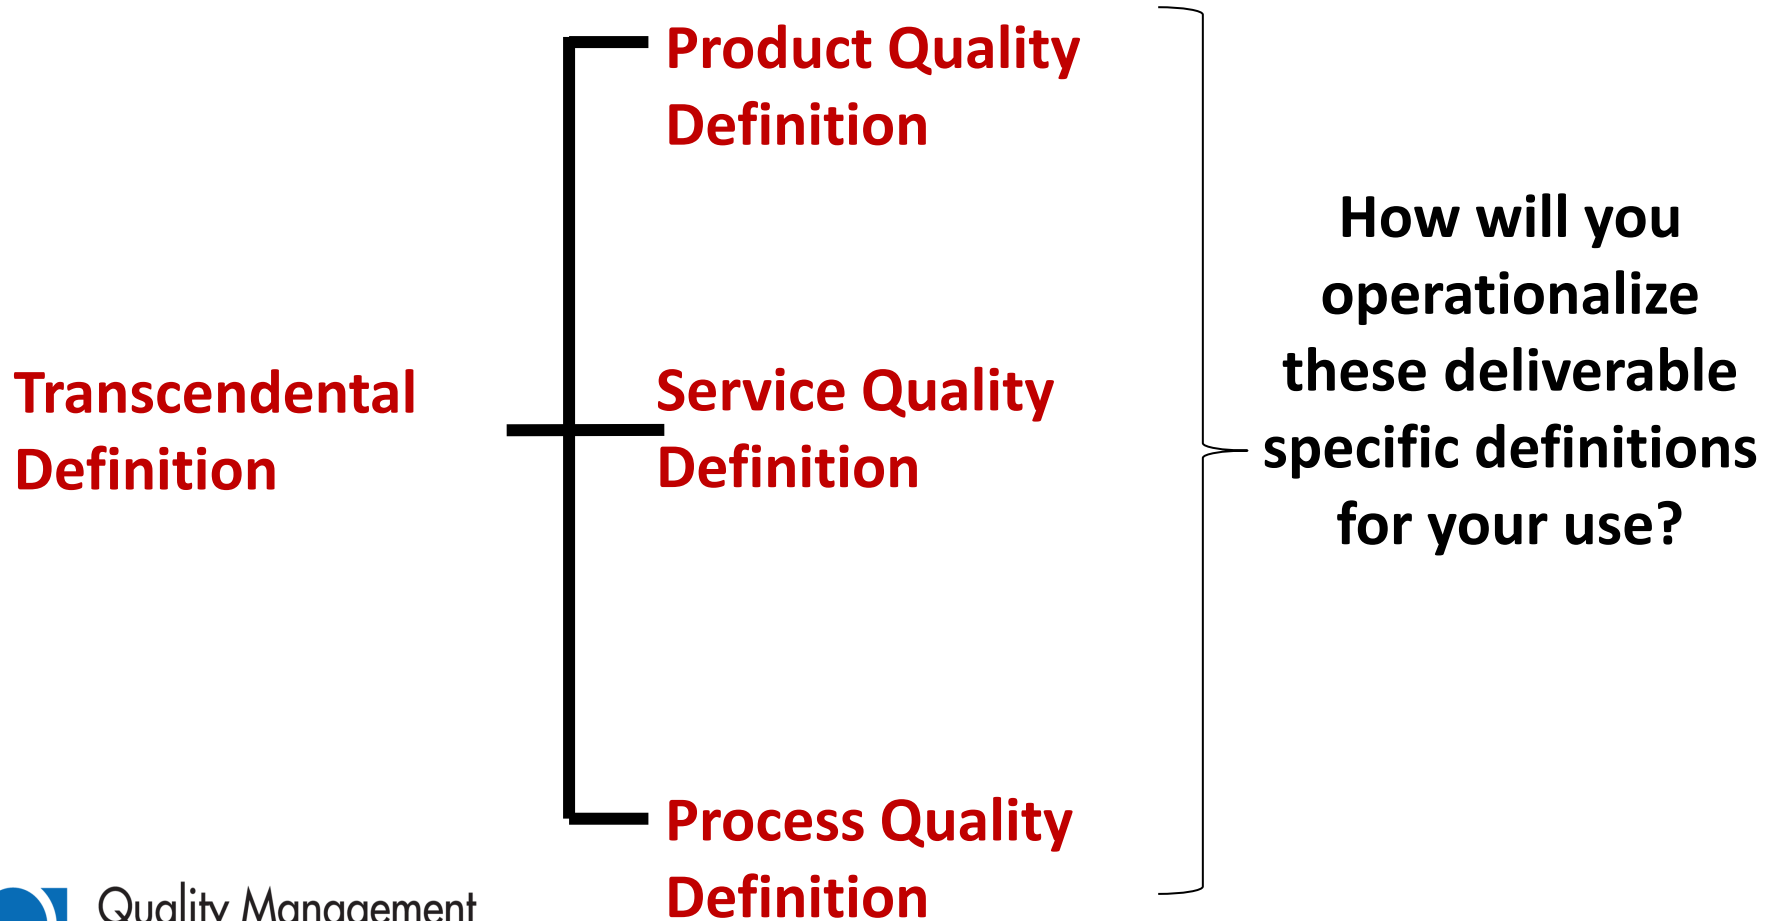 Transcendental
Definition
Product Quality
Definition
Service Quality
Definition
Process Quality
Definition
How will you
operationalize
these deliverable
specific definitions
for your use?
Quality Management